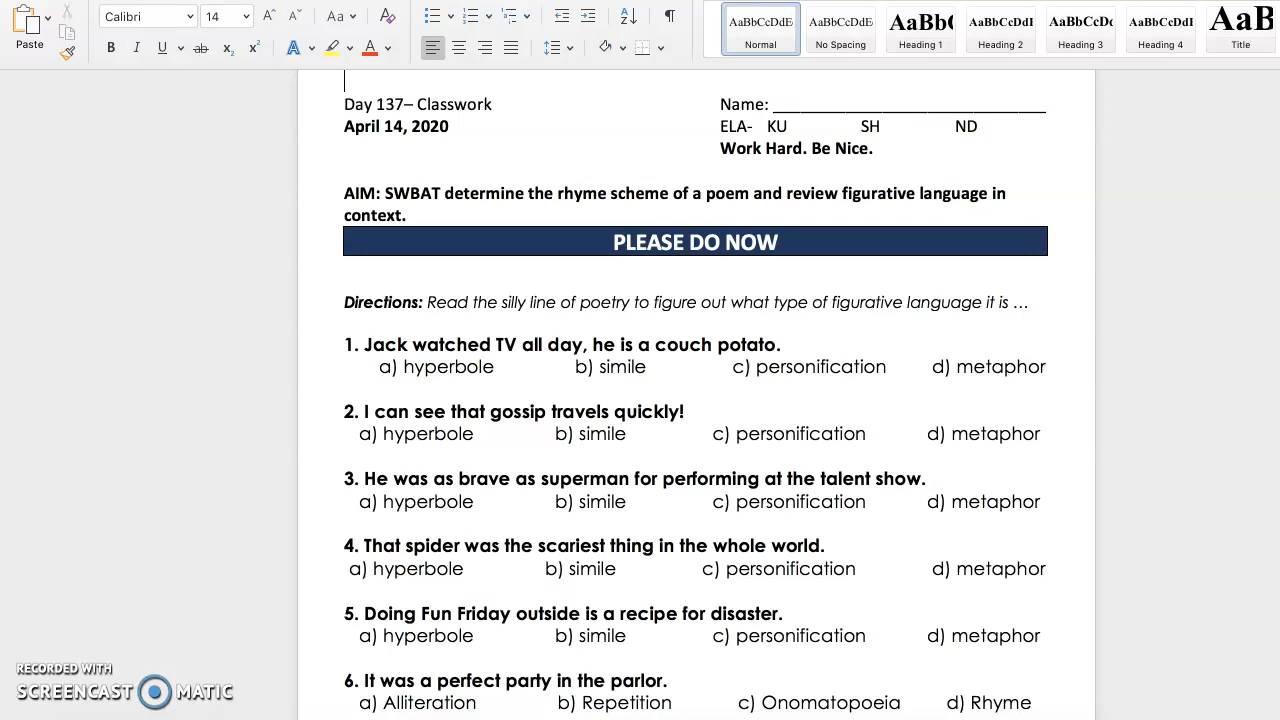 Calibri 14 Aa
Paste B I U ab x2 x2 A A
AaBbCcDdE AaBbCcDdE AaBbC AaBbCcDdI AaBbCcDc AaBbCcDdI AaB
Normal No Spacing Heading 1 Heading 2 Heading 3 Heading 4 Title
Day 137– Classwork Name: ______________________________
April 14, 2020 ELA- KU SH ND
Work Hard. Be Nice.
AIM: SWBAT determine the rhyme scheme of a poem and review figurative language in
context.
PLEASE DO NOW
Directions: Read the silly line of poetry to figure out what type of figurative language it is …
1. Jack watched TV all day, he is a couch potato.
a) hyperbole b) simile c) personification d) metaphor
2. I can see that gossip travels quickly!
a) hyperbole b) simile c) personification d) metaphor
3. He was as brave as superman for performing at the talent show.
a) hyperbole b) simile c) personification d) metaphor
4. That spider was the scariest thing in the whole world.
a) hyperbole b) simile c) personification d) metaphor
5. Doing Fun Friday outside is a recipe for disaster.
a) hyperbole b) simile c) personification d) metaphor
6. It was a perfect party in the parlor.
a) Alliteration b) Repetition c) Onomatopoeia d) Rhyme
RECORDED WITH
SCREENCAST MATIC